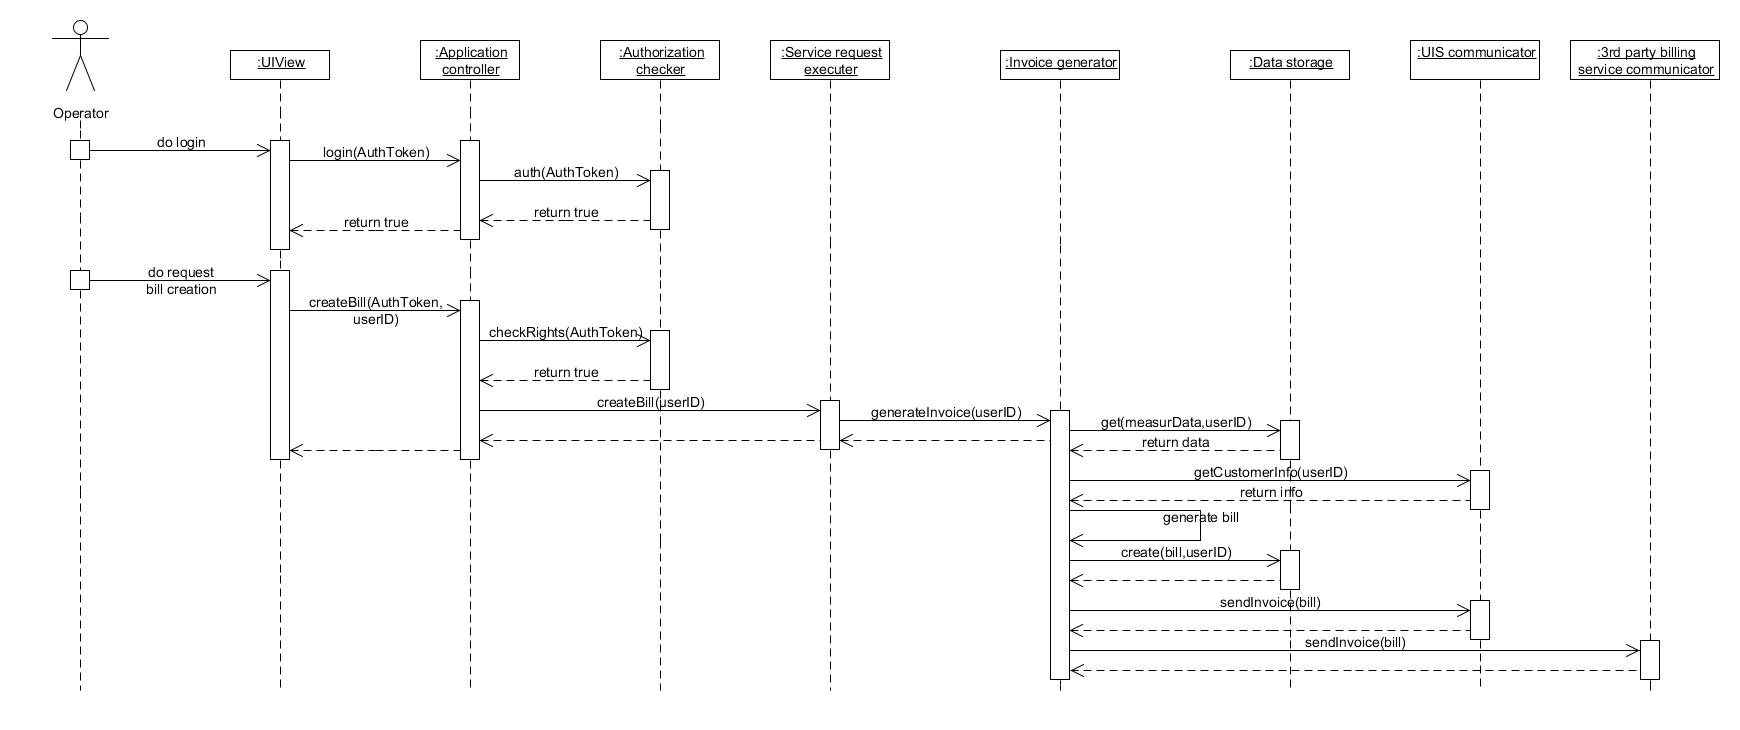 :UIView
:Application
controller
:Authorization
checker
:Service request
executer
:Invoice generator
:Data storage
:UIS communicator
:3rd party billing
service communicator
Operator
do login
login(AuthToken)
auth(AuthToken)
return true
return true
do request
bill creation
createBill(AuthToken,
userID)
checkRights(AuthToken)
return true
createBill(userID)
generateInvoice(userID)
get(measurData,userID)
return data
getCustomerInfo(userID)
return info
generate bill
create(bill,userID)
sendInvoice(bill)
sendInvoice(bill)